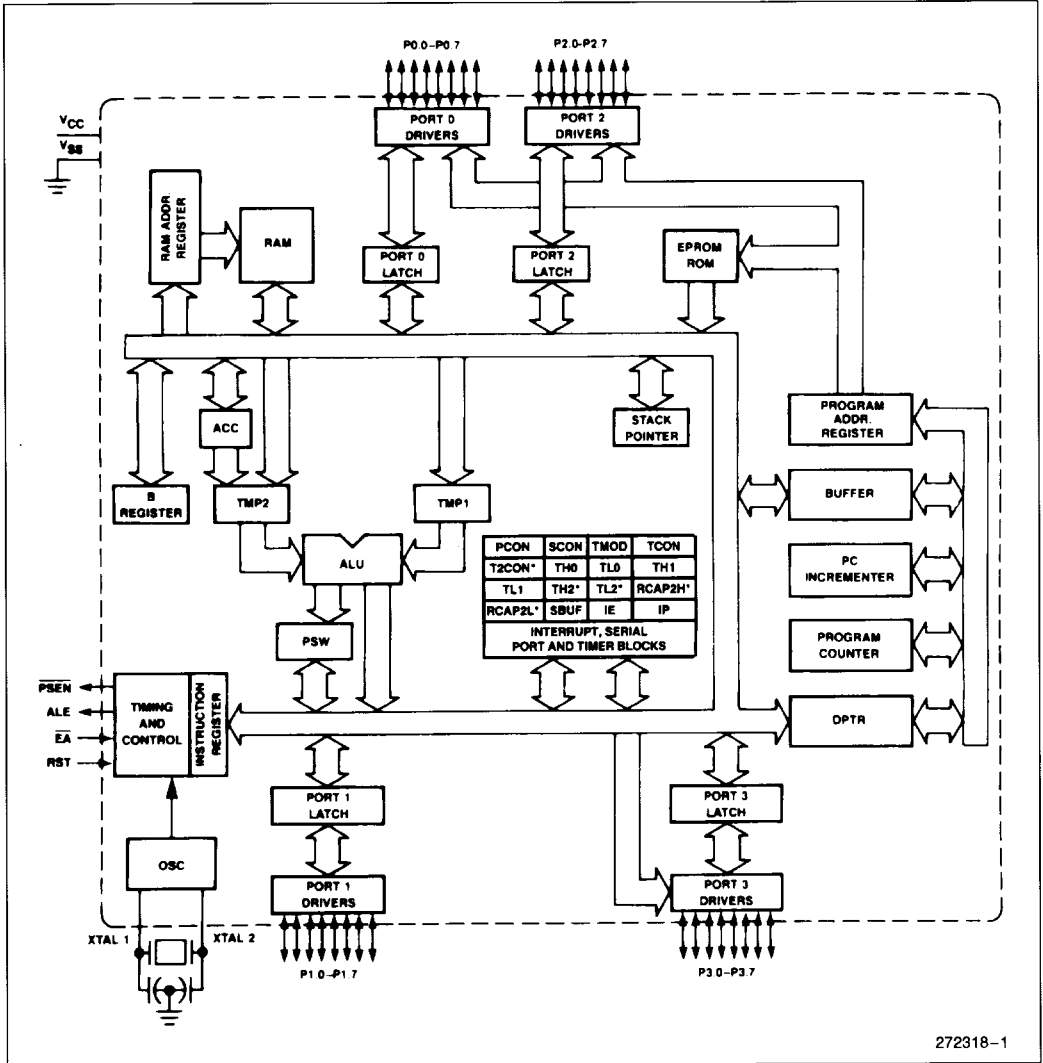 P0.0–P0.7
P2.0–P2.7
VCC
VSS
PORT 0
DRIVERS
PORT 2
DRIVERS
RAM ADDR.
REGISTER
RAM
PORT 0
LATCH
PORT 2
LATCH
EPROM
ROM
ACC
STACK
POINTER
PROGRAM
ADDR.
REGISTER
B
REGISTER
TMP2
TMP1
BUFFER
ALU
PCON SCON TMOD TCON
T2CON* TH0 TL0 TH1
TL1 TH2* TL2* RCAP2H*
RCAP2L* SBUF IE IP
INTERRUPT, SERIAL
PORT AND TIMER BLOCKS
PC
INCREMENTER
PSW
PROGRAM
COUNTER
PSEN
ALE
EA
RST
TIMING
AND
CONTROL
INSTRUCTION
REGISTER
DPTR
PORT 1
LATCH
PORT 3
LATCH
OSC
PORT 1
DRIVERS
PORT 3
DRIVERS
XTAL 1
XTAL 2
P1.0–P1.7
P3.0–P3.7
272318–1